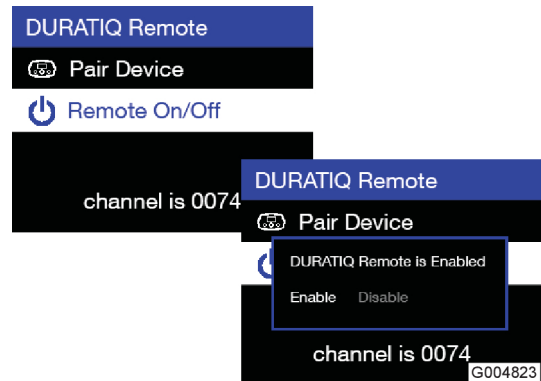 DURATIQ Remote
Pair Device
Remote On/Off
channel is 0074
DURATIQ Remote
Pair Device
DURATIQ Remote is Enabled
Enable Disable
channel is 0074
G004823